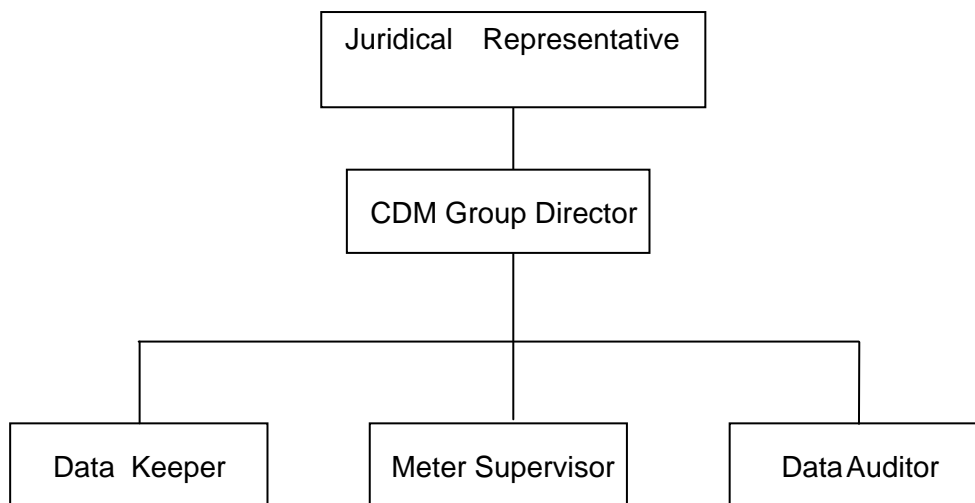 Juridical Representative
CDM Group Director
Data Keeper
Meter Supervisor
Data Auditor